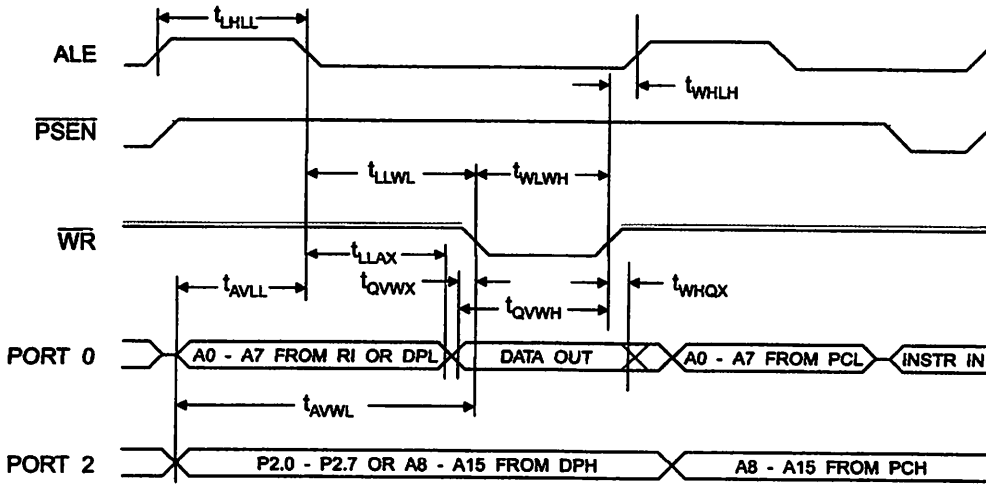 tLHLL
ALE
tWHLH
PSEN
tLLWL
tWLWH
WR
tLLAX
tQVWX
tWHQX
tAVLL
tQVWH
PORT 0
A0 - A7 FROM RI OR DPL
DATA OUT
A0 - A7 FROM PCL
INSTR IN
tAVWL
PORT 2
P2.0 - P2.7 OR A8 - A15 FROM DPH
A8 - A15 FROM PCH